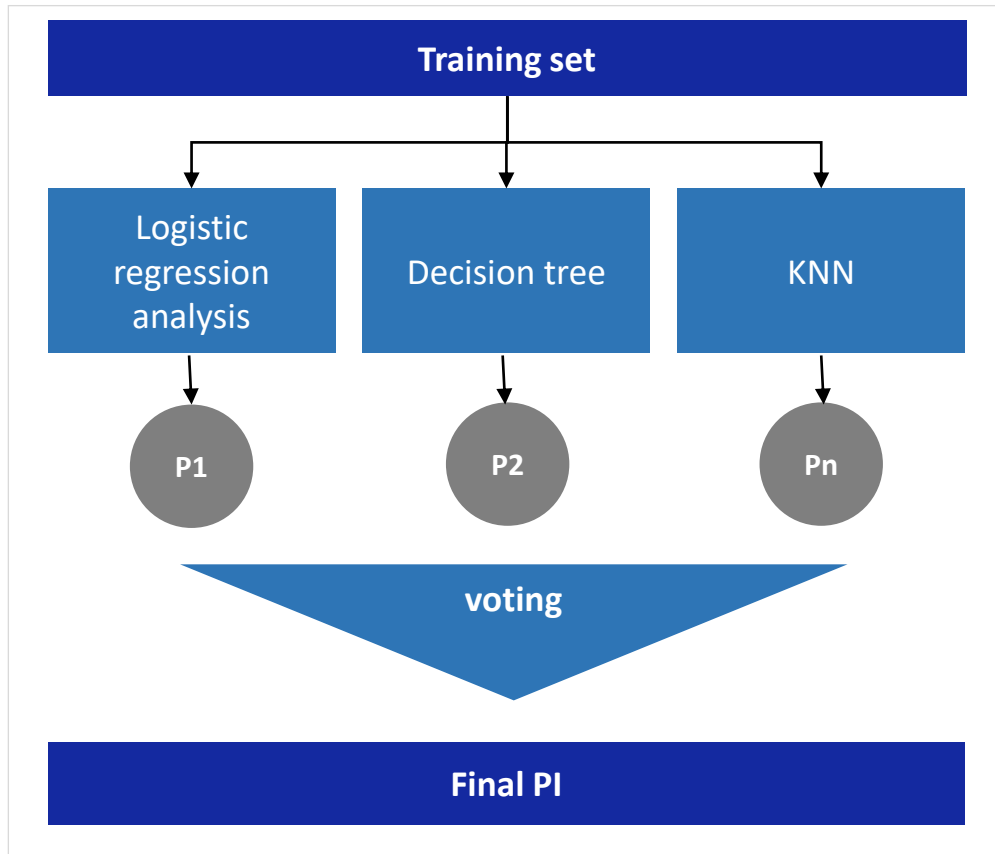 Training set
Logistic
regression
analysis
Decision tree
KNN
P1
P2
Pn
voting
Final PI